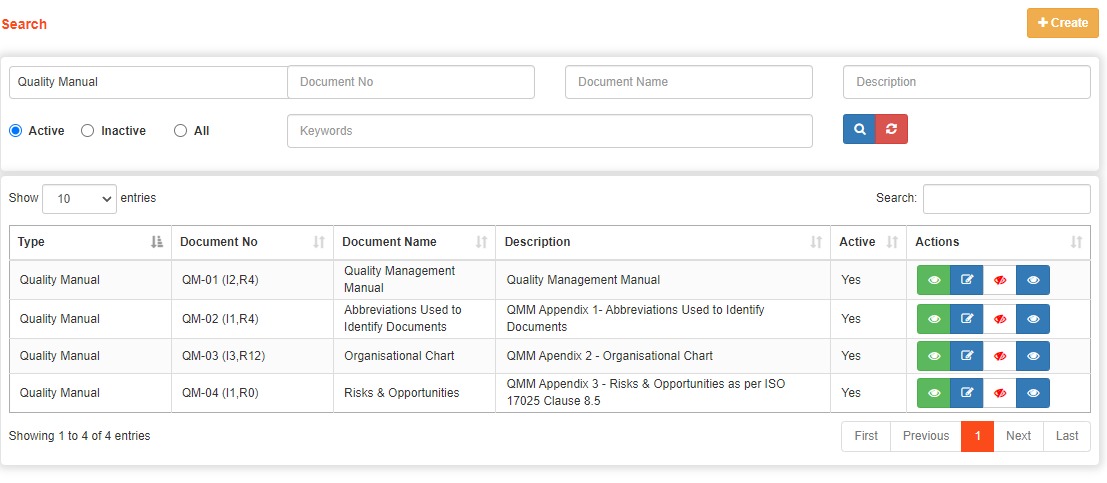 Search
Create
Quality Manual
Document No
Document Name
Description
Active
Inactive
All
Keywords
Show 10 entries
Search:
Type Document No Document Name Description Active Actions
Quality Manual QM-01 (I2,R4) Quality Management Manual Quality Management Manual Yes
Quality Manual QM-02 (I1,R4) Abbreviations Used to Identify Documents QMM Appendix 1- Abbreviations Used to Identify Documents Yes
Quality Manual QM-03 (I3,R12) Organisational Chart QMM Apendix 2 - Organisational Chart Yes
Quality Manual QM-04 (I1,R0) Risks & Opportunities QMM Appendix 3 - Risks & Opportunities as per ISO 17025 Clause 8.5 Yes
Showing 1 to 4 of 4 entries
First Previous 1 Next Last